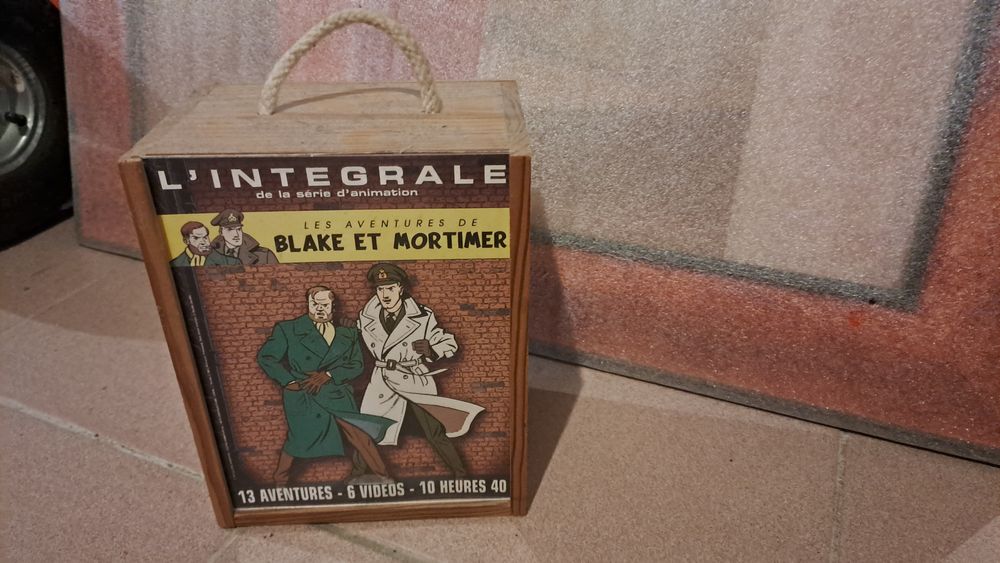 L'INTEGRALE
de la série d'animation
LES AVENTURES DE
BLAKE ET MORTIMER
13 AVENTURES - 6 VIDEOS - 10 HEURES 40